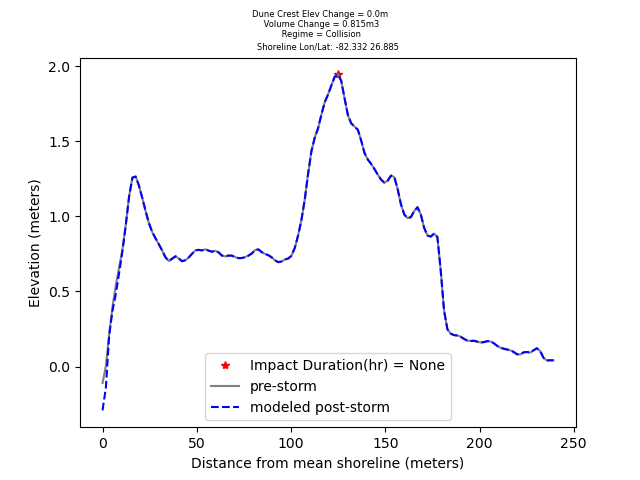 Dune Crest Elev Change = 0.0m
Volume Change = 0.815m3
Regime = Collision
Shoreline Lon/Lat: -82.332 26.885
2.0
1.5
1.0
0.5
0.0
Elevation (meters)
Impact Duration(hr) = None
pre-storm
modeled post-storm
0 50 100 150 200 250
Distance from mean shoreline (meters)